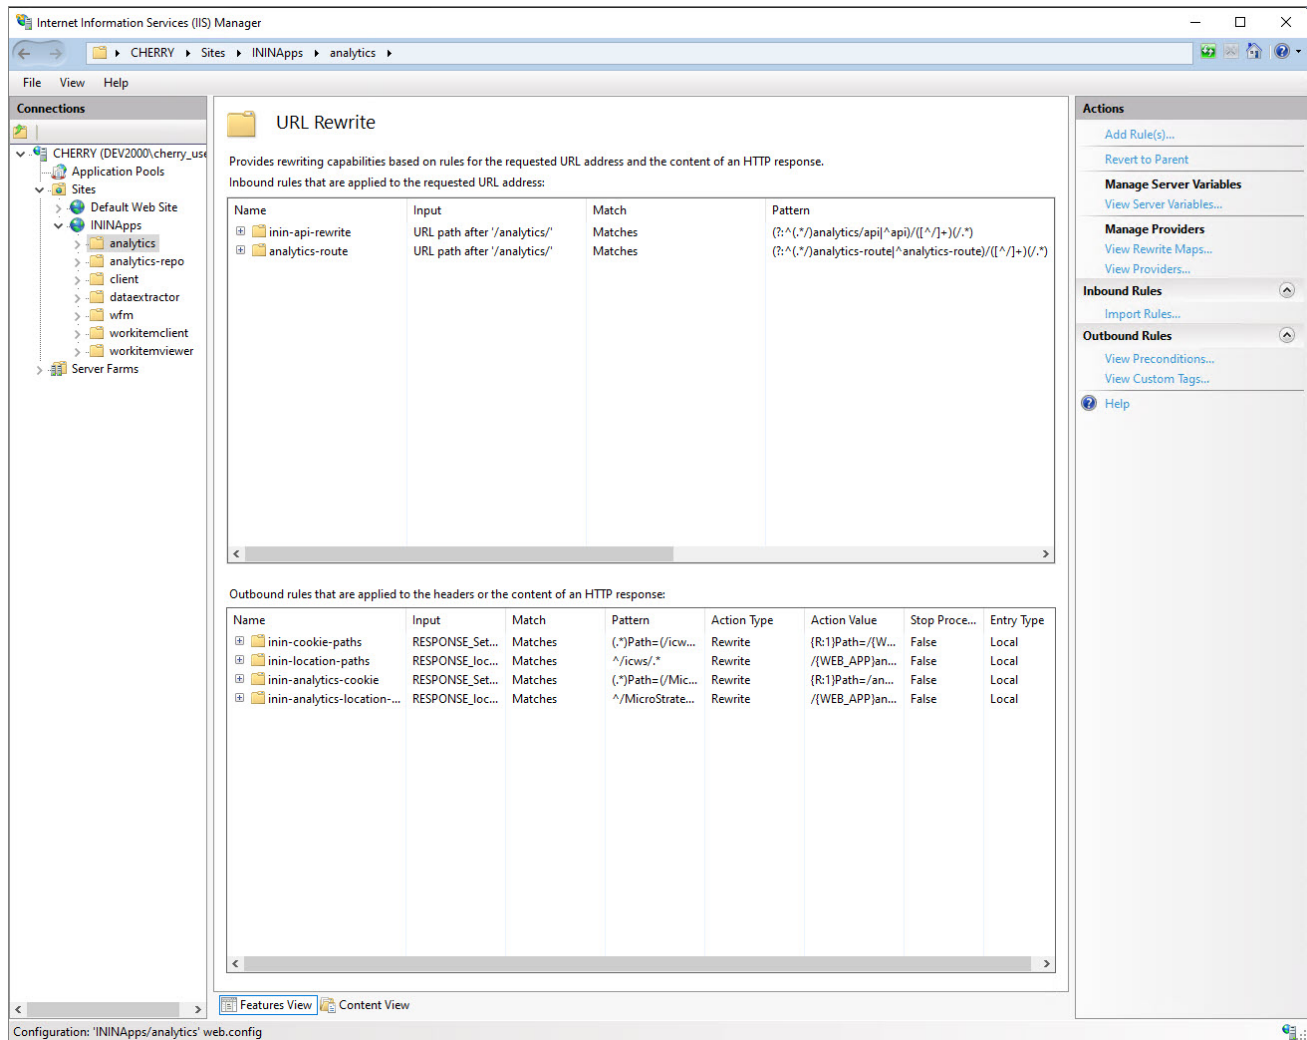 Internet Information Services (IIS) Manager
CHERRY Sites ININApps analytics
File View Help
Connections
CHERRY (DEV2000\cherry_use
Application Pools
Sites
Default Web Site
ININApps
analytics
analytics-repo
client
dataextractor
wfm
workitemclient
workitemviewer
Server Farms
URL Rewrite
Provides rewriting capabilities based on rules for the requested URL address and the content of an HTTP response.
Inbound rules that are applied to the requested URL address:
Name Input Match Pattern
inin-api-rewrite URL path after '/analytics/' Matches (?:^(.*/)analytics/api|^api)/([^/]+)(/.*)
analytics-route URL path after '/analytics/' Matches (?:^(.*/)analytics-route|^analytics-route)/([^/]+)(/.*)
Outbound rules that are applied to the headers or the content of an HTTP response:
Name Input Match Pattern Action Type Action Value Stop Proce... Entry Type
inin-cookie-paths RESPONSE_Set... Matches (.*)Path=(/icw... Rewrite {R:1}Path=/{W... False Local
inin-location-paths RESPONSE_loc... Matches ^/icws/.* Rewrite /{WEB_APP}an... False Local
inin-analytics-cookie RESPONSE_Set... Matches (.*)Path=(/Mic... Rewrite {R:1}Path=/an... False Local
inin-analytics-location-... RESPONSE_loc... Matches ^/MicroStrate... Rewrite /{WEB_APP}an... False Local
Features View Content View
Actions
Add Rule(s)...
Revert to Parent
Manage Server Variables
View Server Variables...
Manage Providers
View Rewrite Maps...
View Providers...
Inbound Rules
Import Rules...
Outbound Rules
View Preconditions...
View Custom Tags...
Help
Configuration: 'ININApps/analytics' web.config